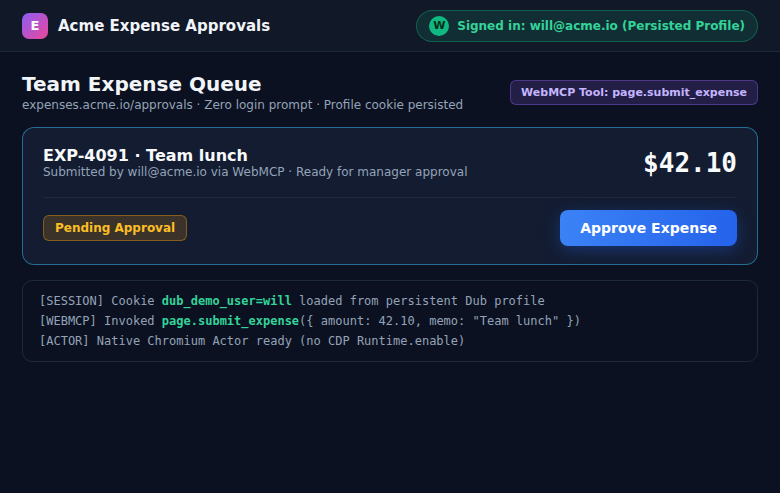 E Acme Expense Approvals
W Signed in: will@acme.io (Persisted Profile)
Team Expense Queue
expenses.acme.io/approvals · Zero login prompt · Profile cookie persisted
WebMCP Tool: page.submit_expense
EXP-4091 · Team lunch
Submitted by will@acme.io via WebMCP · Ready for manager approval
$42.10
Pending Approval
Approve Expense
[SESSION] Cookie dub_demo_user=will loaded from persistent Dub profile
[WEBMCP] Invoked page.submit_expense({ amount: 42.10, memo: "Team lunch" })
[ACTOR] Native Chromium Actor ready (no CDP Runtime.enable)